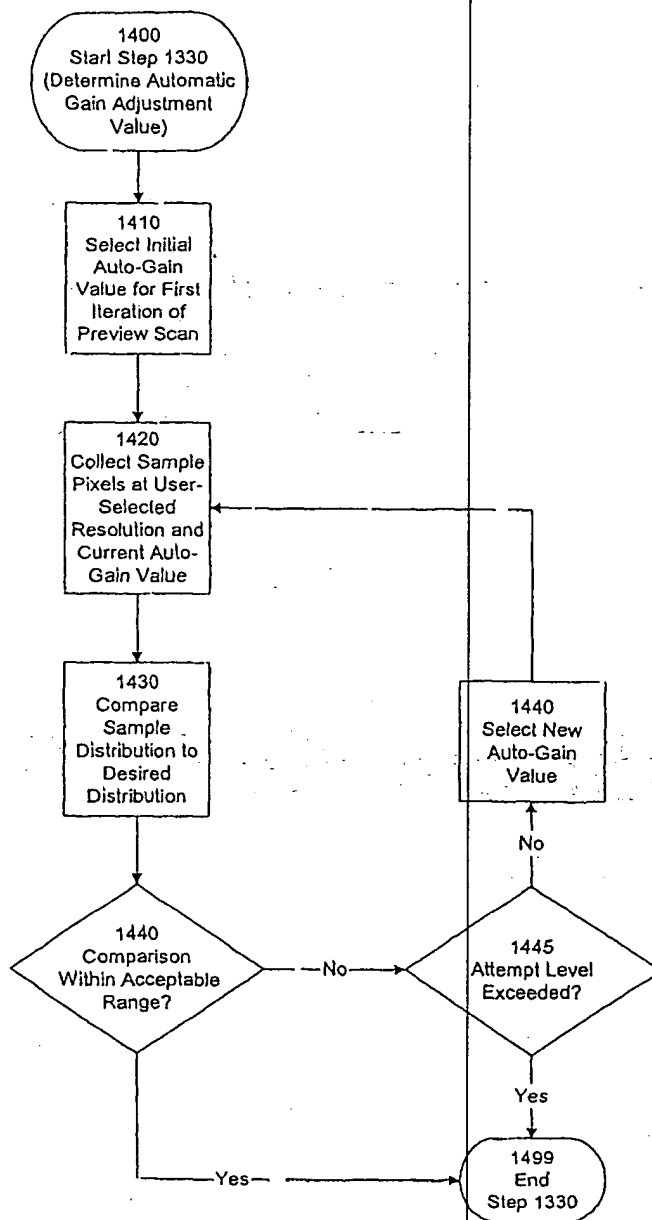 1400
Start Step 1330
(Determine Automatic
Gain Adjustment
Value)
1410
Select Initial
Auto-Gain
Value for First
Iteration of
Preview Scan
1420
Collect Sample
Pixels at User-
Selected
Resolution and
Current Auto-
Gain Value
1430
Compare
Sample
Distribution to
Desired
Distribution
1440
Select New
Auto-Gain
Value
No
1440
Comparison
Within Acceptable
Range?
No
1445
Attempt Level
Exceeded?
Yes
Yes
1499
End
Step 1330